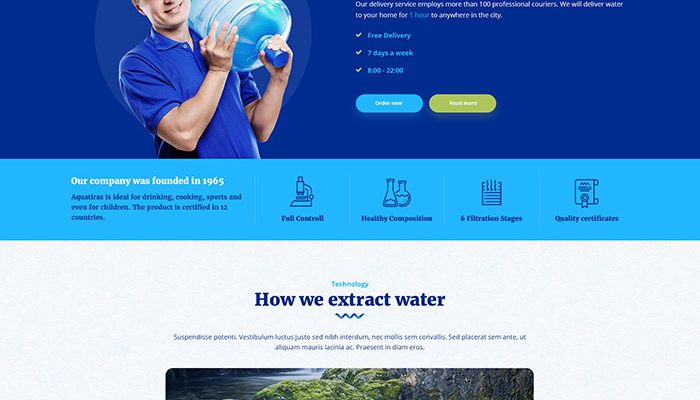 Our delivery service employs more than 100 professional couriers. We will deliver water
to your home for 1 hour to anywhere in the city.
Free Delivery
7 days a week
8:00 - 22:00
Order now
Read more
Our company was founded in 1965
Aquatiras is ideal for drinking, cooking, sports and
even for children. The product is certified in 12
countries.
Full Controll
Healthy Composition
6 Filtration Stages
Quality certificates
Technology
How we extract water
Suspendisse potenti. Vestibulum luctus justo sed nibh interdum, nec mollis sem convallis. Sed placerat sem ante, ut
aliquam mauris lacinia ac. Praesent in diam eros.